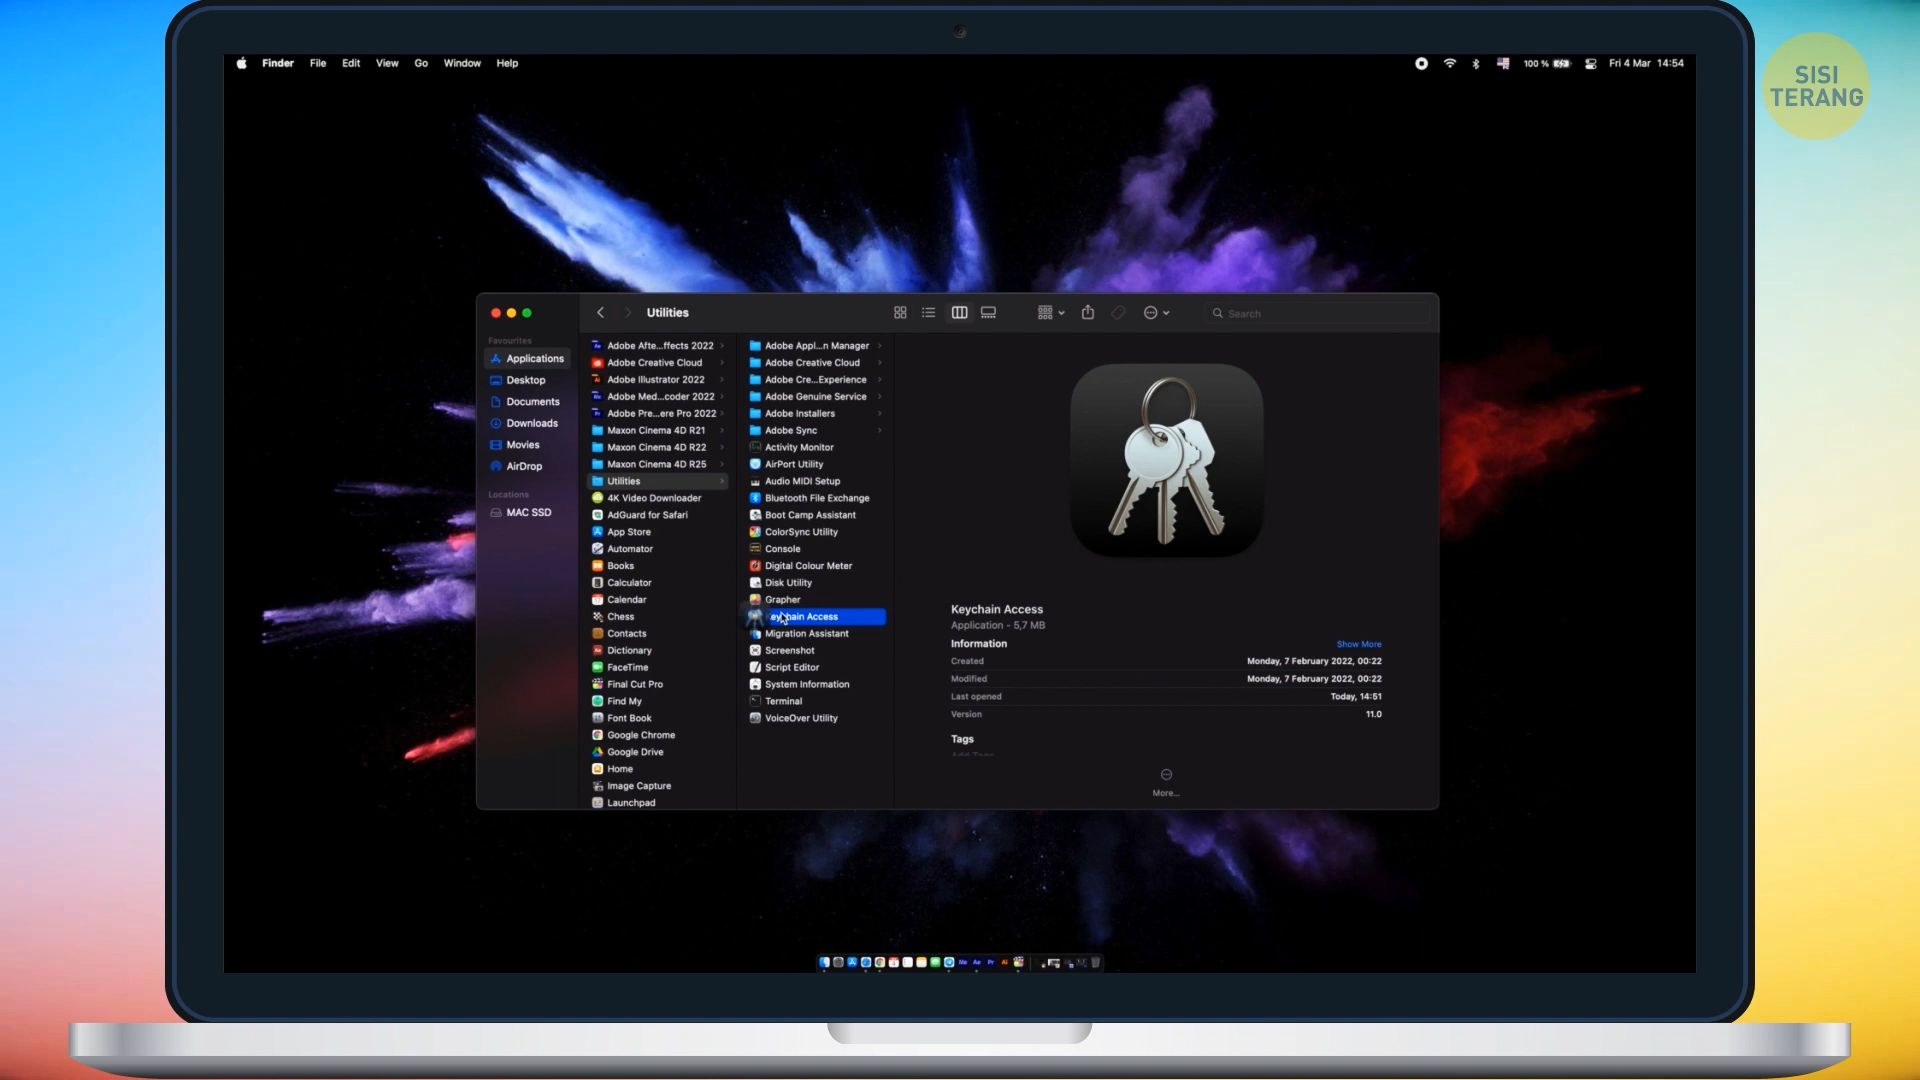 Finder File Edit View Go Window Help
100 % Fri 4 Mar 14:54
SISI
TERANG
Utilities
Search
Favourites
Applications
Desktop
Documents
Downloads
Movies
AirDrop
Locations
MAC SSD
Adobe Afte...ffects 2022
Adobe Creative Cloud
Adobe Illustrator 2022
Adobe Med...coder 2022
Adobe Pre...ere Pro 2022
Maxon Cinema 4D R21
Maxon Cinema 4D R22
Maxon Cinema 4D R25
Utilities
4K Video Downloader
AdGuard for Safari
App Store
Automator
Books
Calculator
Calendar
Chess
Contacts
Dictionary
FaceTime
Final Cut Pro
Find My
Font Book
Google Chrome
Google Drive
Home
Image Capture
Launchpad
Adobe Appl...n Manager
Adobe Creative Cloud
Adobe Cre...Experience
Adobe Genuine Service
Adobe Installers
Adobe Sync
Activity Monitor
AirPort Utility
Audio MIDI Setup
Bluetooth File Exchange
Boot Camp Assistant
ColorSync Utility
Console
Digital Colour Meter
Disk Utility
Grapher
Keychain Access
Migration Assistant
Screenshot
Script Editor
System Information
Terminal
VoiceOver Utility
Keychain Access
Application - 5,7 MB
Information Show More
Created Monday, 7 February 2022, 00:22
Modified Monday, 7 February 2022, 00:22
Last opened Today, 14:51
Version 11.0
Tags
Add Tags
More...
Me Ae Pr Ai